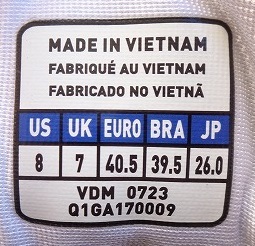 MADE IN VIETNAM
FABRIQUÉ AU VIETNAM
FABRICADO NO VIETNÃ
US UK EURO BRA JP
8 7 40.5 39.5 26.0
VDM 0723
Q1GA170009